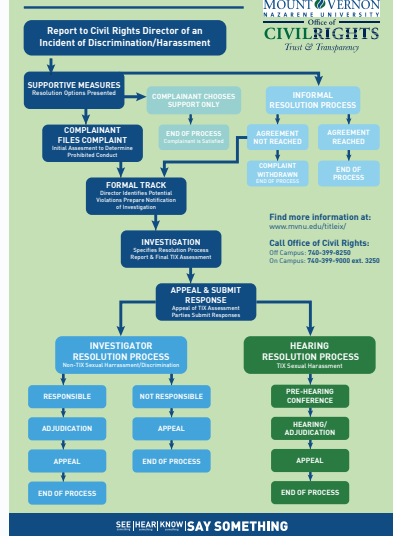 MOUNT VERNON
NAZARENE UNIVERSITY
Office of
CIVILRIGHTS
Trust & Transparency
Report to Civil Rights Director of an
Incident of Discrimination/Harassment
SUPPORTIVE MEASURES
Resolution Options Presented
COMPLAINANT CHOOSES
SUPPORT ONLY
INFORMAL
RESOLUTION PROCESS
COMPLAINANT
FILES COMPLAINT
Initial Assessment to Determine
Prohibited Conduct
END OF PROCESS
Complainant is Satisfied
AGREEMENT
NOT REACHED
AGREEMENT
REACHED
COMPLAINT
WITHDRAWN
END OF PROCESS
END OF
PROCESS
FORMAL TRACK
Director Identifies Potential
Violations Prepare Notification
of Investigation
Find more information at:
www.mvnu.edu/titleix/
Call Office of Civil Rights:
Off Campus: 740-399-8250
On Campus: 740-399-9000 ext. 3250
INVESTIGATION
Specifies Resolution Process
Report & Final TIX Assessment
APPEAL & SUBMIT
RESPONSE
Appeal of TIX Assessment
Parties Submit Responses
INVESTIGATOR
RESOLUTION PROCESS
Non-TIX Sexual Harrassment/Discrimination
HEARING
RESOLUTION PROCESS
TIX Sexual Harassment
RESPONSIBLE
ADJUDICATION
APPEAL
END OF PROCESS
NOT RESPONSIBLE
APPEAL
END OF PROCESS
PRE-HEARING
CONFERENCE
HEARING/
ADJUDICATION
APPEAL
END OF PROCESS
SEE HEAR KNOW SAY SOMETHING